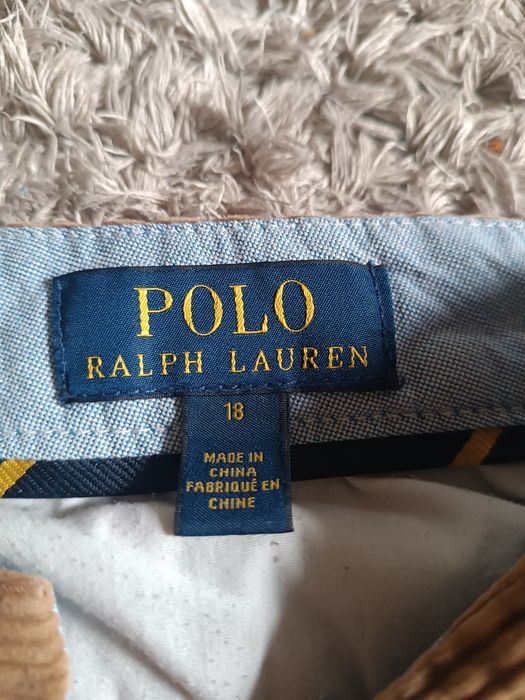 POLO
RALPH LAUREN
18
MADE IN
CHINA
FABRIQUÉ EN
CHINE